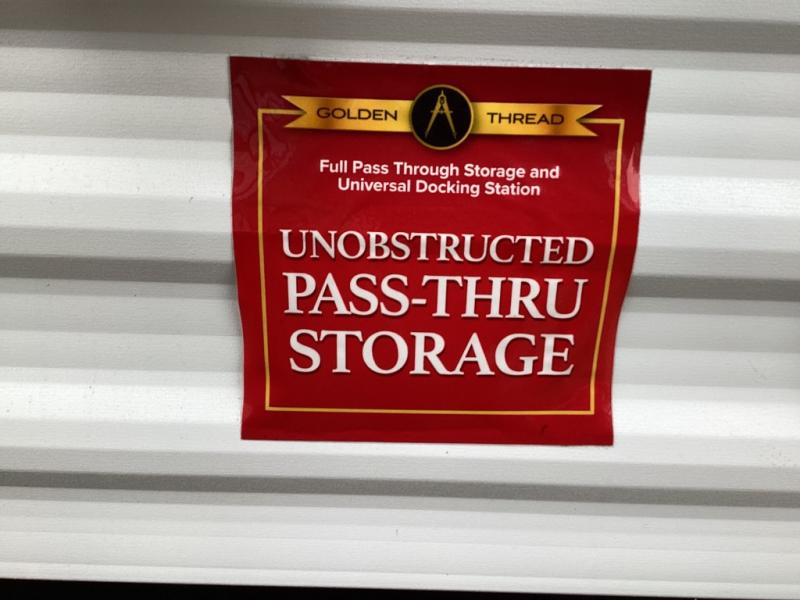 GOLDEN THREAD
Full Pass Through Storage and
Universal Docking Station
UNOBSTRUCTED
PASS-THRU
STORAGE